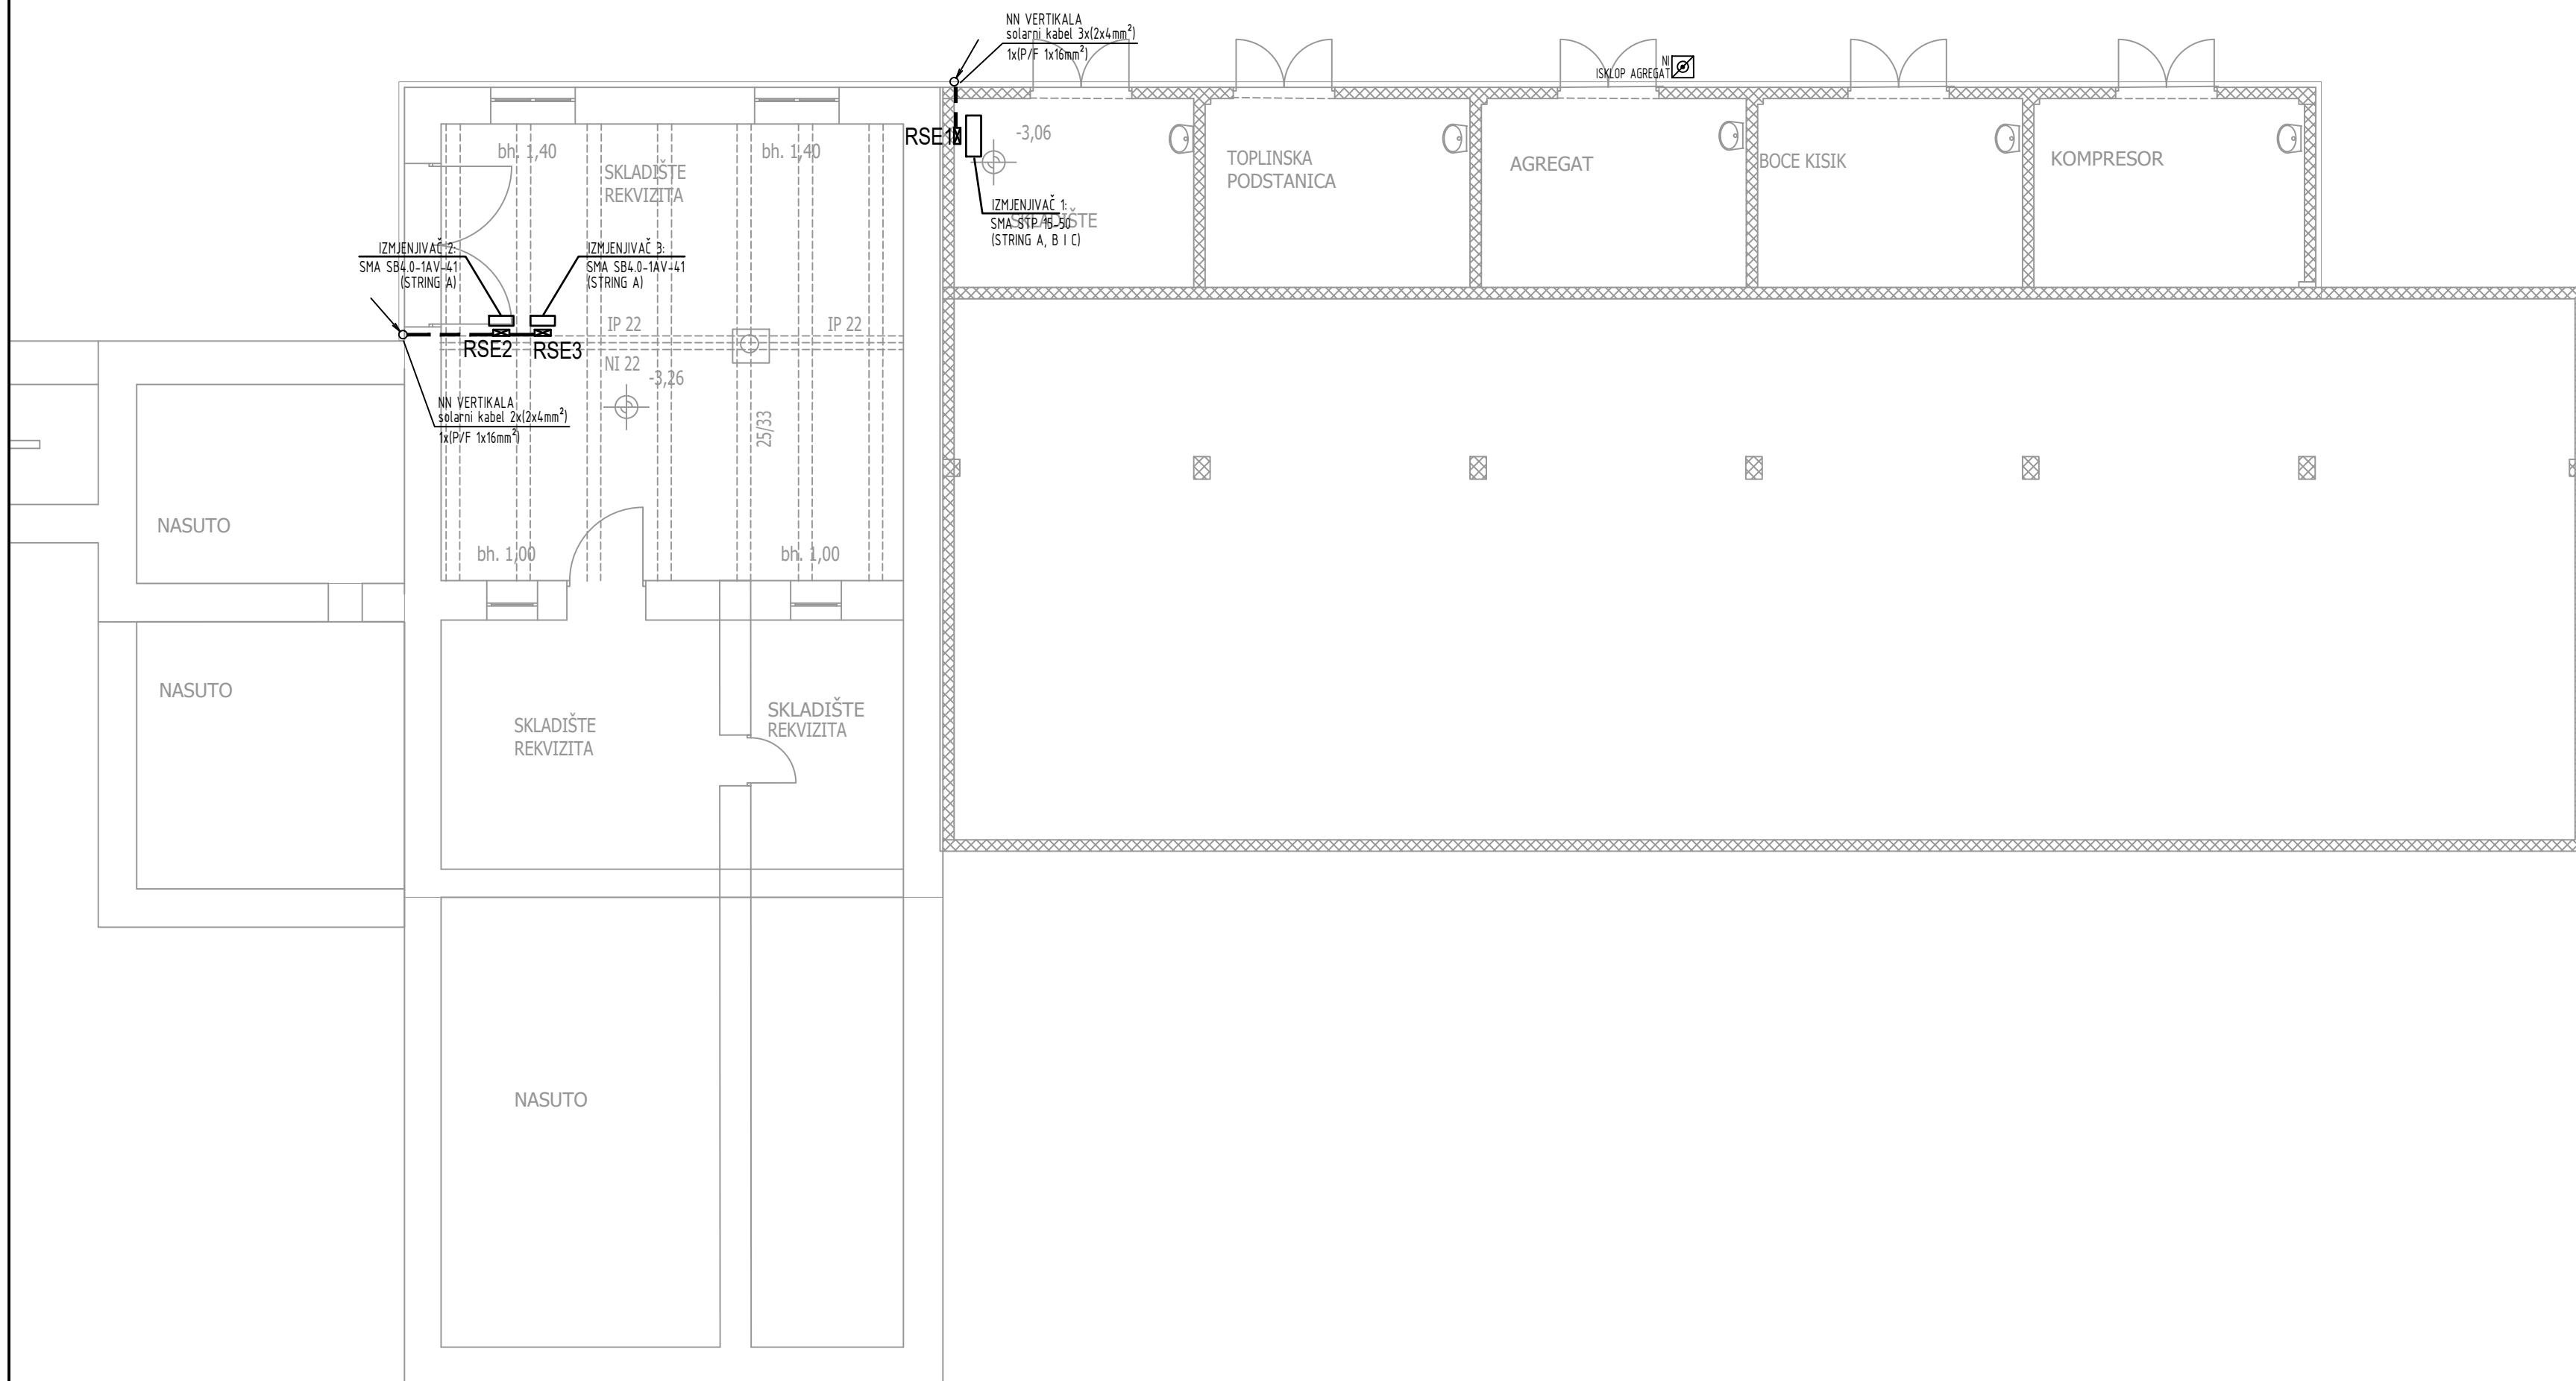 NN VERTIKALA
solarni kabel 3x(2x4mm²)
1x(P/F 1x16mm²)
NI
ISKLOP AGREGAT
RSE1
-3,06
bh. 1,40
bh. 1,40
SKLADIŠTE
REKVIZITA
TOPLINSKA
PODSTANICA
AGREGAT
BOCE KISIK
KOMPRESOR
IZMJENJIVAČ 1:
SMA STP 15-50
(STRING A, B I C)
SKLADIŠTE
IZMJENJIVAČ 2:
SMA SB4.0-1AV-41
(STRING A)
IZMJENJIVAČ 3:
SMA SB4.0-1AV-41
(STRING A)
IP 22
IP 22
RSE2
RSE3
NI 22
-3,26
NN VERTIKALA
solarni kabel 2x(2x4mm²)
1x(P/F 1x16mm²)
25/33
NASUTO
bh. 1,00
bh. 1,00
NASUTO
SKLADIŠTE
REKVIZITA
SKLADIŠTE
REKVIZITA
NASUTO